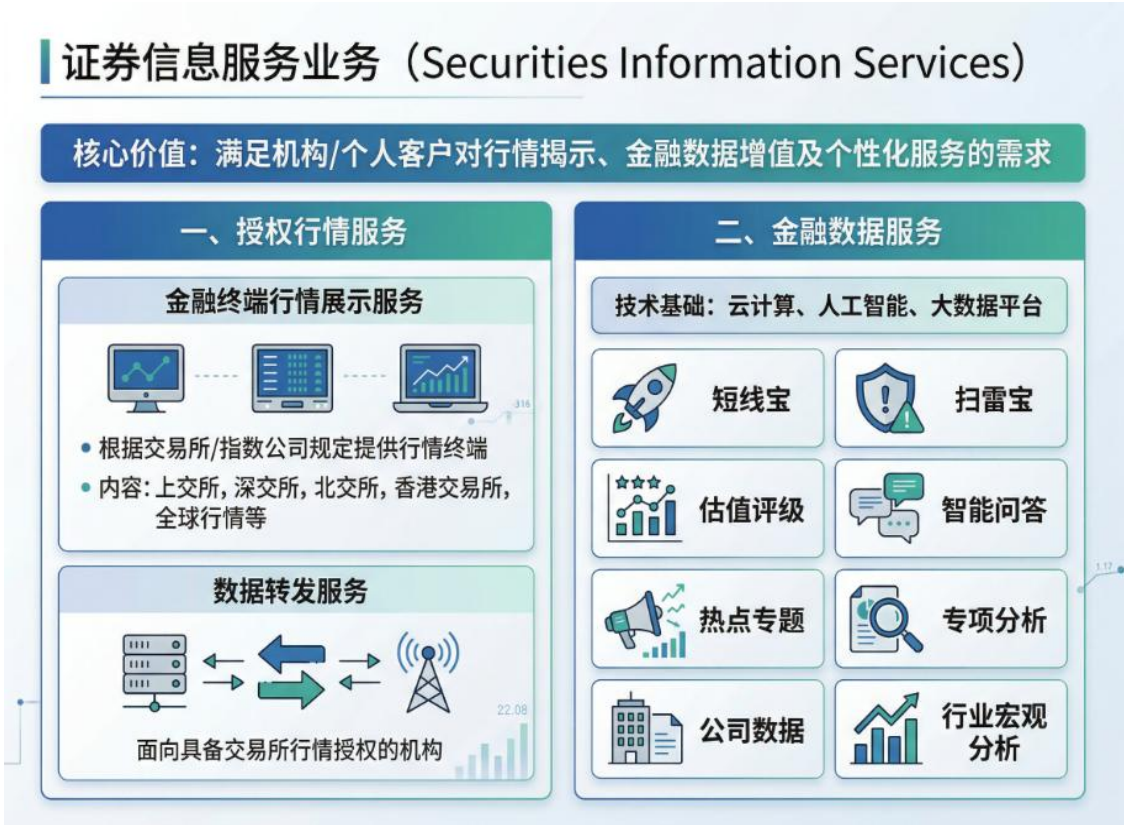 证券信息服务业务（Securities Information Services）
核心价值：满足机构/个人客户对行情揭示、金融数据增值及个性化服务的需求
一、授权行情服务
金融终端行情展示服务
316
• 根据交易所/指数公司规定提供行情终端
• 内容：上交所, 深交所, 北交所, 香港交易所,
全球行情等
数据转发服务
22.08
面向具备交易所行情授权的机构
二、金融数据服务
技术基础：云计算、人工智能、大数据平台
短线宝
扫雷宝
估值评级
智能问答
热点专题
专项分析
公司数据
行业宏观
分析
1.12